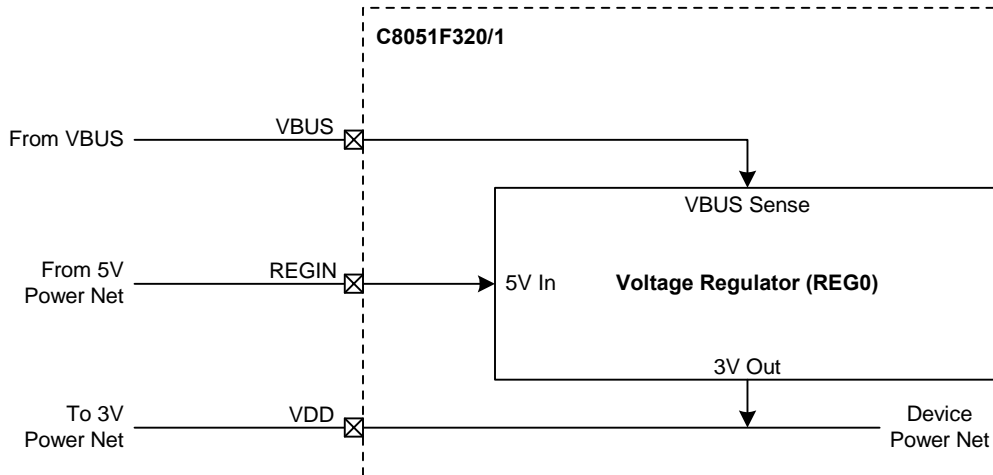 C8051F320/1
From VBUS
VBUS
VBUS Sense
From 5V
Power Net
REGIN
5V In
Voltage Regulator (REG0)
3V Out
To 3V
Power Net
VDD
Device
Power Net